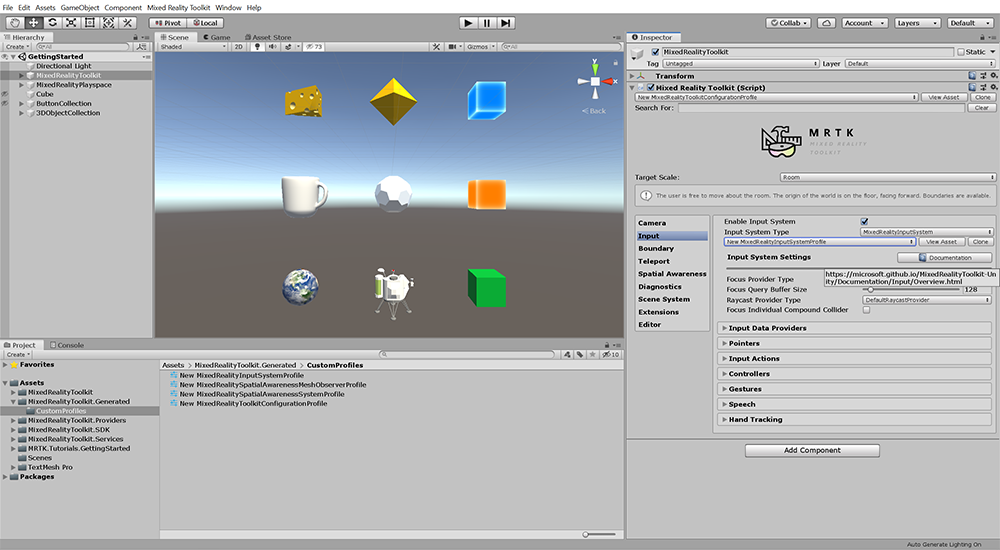 File Edit Assets GameObject Component Mixed Reality Toolkit Window Help
Pivot Local Collab Account Layers Default
Hierarchy
Create All
GettingStarted
Directional Light
MixedRealityToolkit
MixedRealityPlayspace
Cube
ButtonCollection
3DObjectCollection
Scene Game Asset Store
Shaded 2D 73 Gizmos All
y
x
Back
Inspector
MixedRealityToolkit Static
Tag Untagged Layer Default
Transform
Mixed Reality Toolkit (Script)
New MixedRealityToolkitConfigurationProfile View Asset Clone
Search For: Clear
MRTK
MIXED REALITY
TOOLKIT
Target Scale: Room
The user is free to move about the room. The origin of the world is on the floor, facing forward. Boundaries are available.
Camera
Input
Boundary
Teleport
Spatial Awareness
Diagnostics
Scene System
Extensions
Editor
Enable Input System
Input System Type MixedRealityInputSystem
New MixedRealityInputSystemProfile View Asset Clone
Input System Settings Documentation
https://microsoft.github.io/MixedRealityToolkit-Un
ity/Documentation/Input/Overview.html
Focus Provider Type
Focus Query Buffer Size 128
Raycast Provider Type DefaultRaycastProvider
Focus Individual Compound Collider
Input Data Providers
Pointers
Input Actions
Controllers
Gestures
Speech
Hand Tracking
Add Component
Project Console
Create 10
Favorites
Assets
MixedRealityToolkit
MixedRealityToolkit.Generated
CustomProfiles
MixedRealityToolkit.Providers
MixedRealityToolkit.SDK
MixedRealityToolkit.Services
MRTK.Tutorials.GettingStarted
Scenes
TextMesh Pro
Packages
Assets > MixedRealityToolkit.Generated > CustomProfiles
New MixedRealityInputSystemProfile
New MixedRealitySpatialAwarenessMeshObserverProfile
New MixedRealitySpatialAwarenessSystemProfile
New MixedRealityToolkitConfigurationProfile
Auto Generate Lighting On